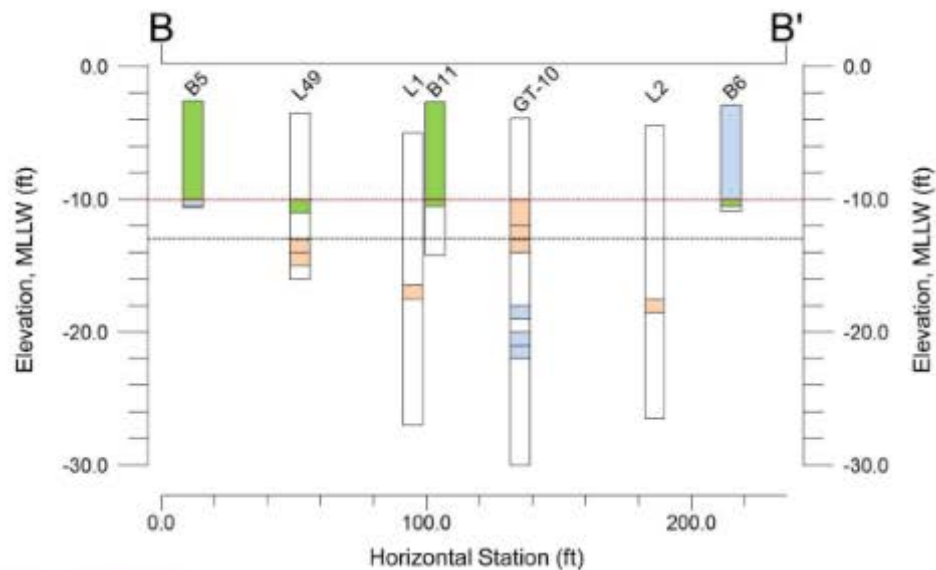 B B'
B5 L49 L1 B11 GT-10 L2 B6
0.0 0.0
-10.0 -10.0
-20.0 -20.0
-30.0 -30.0
Elevation, MLLW (ft)
Elevation, MLLW (ft)
0.0 100.0 200.0
Horizontal Station (ft)